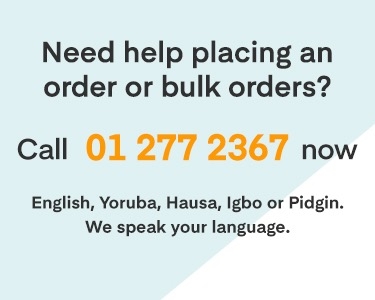 Need help placing an
order or bulk orders?
Call 01 277 2367 now
English, Yoruba, Hausa, Igbo or Pidgin.
We speak your language.